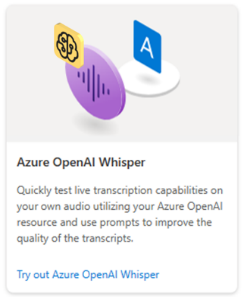 A
Azure OpenAI Whisper
Quickly test live transcription capabilities on
your own audio utilizing your Azure OpenAI
resource and use prompts to improve the
quality of the transcripts.
Try out Azure OpenAI Whisper